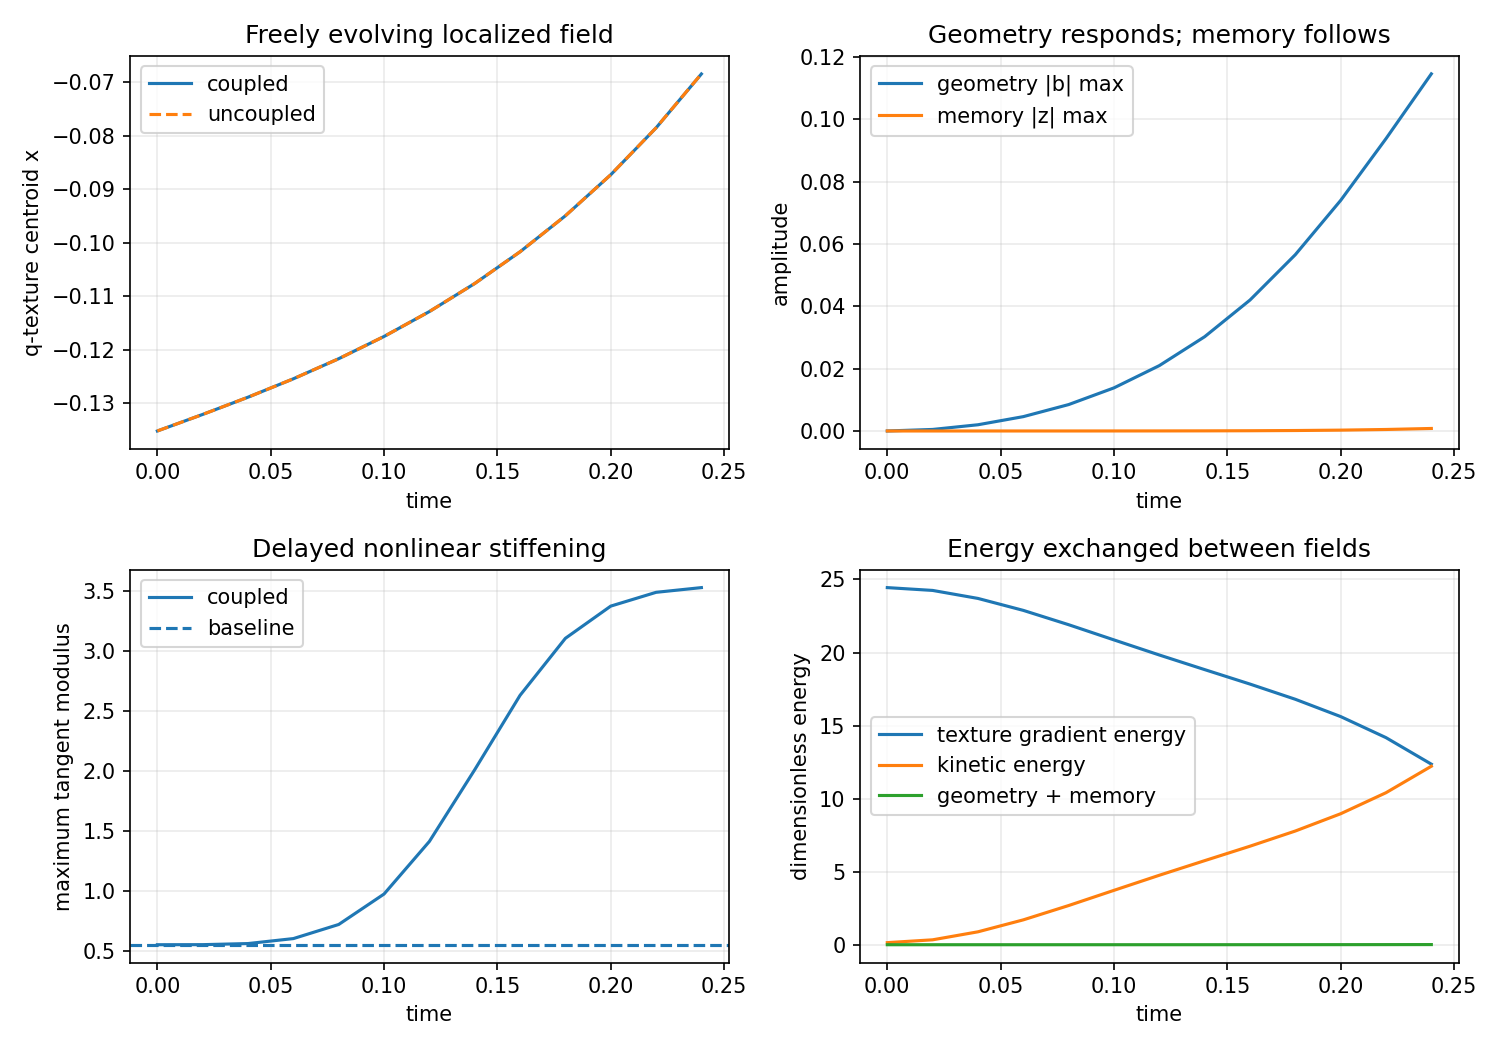 Freely evolving localized field
q-texture centroid x
−0.07
−0.08
−0.09
−0.10
−0.11
−0.12
−0.13
coupled
uncoupled
0.00 0.05 0.10 0.15 0.20 0.25
time
Geometry responds; memory follows
amplitude
0.12
0.10
0.08
0.06
0.04
0.02
0.00
geometry |b| max
memory |z| max
0.00 0.05 0.10 0.15 0.20 0.25
time
Delayed nonlinear stiffening
maximum tangent modulus
3.5
3.0
2.5
2.0
1.5
1.0
0.5
coupled
baseline
0.00 0.05 0.10 0.15 0.20 0.25
time
Energy exchanged between fields
dimensionless energy
25
20
15
10
5
0
texture gradient energy
kinetic energy
geometry + memory
0.00 0.05 0.10 0.15 0.20 0.25
time